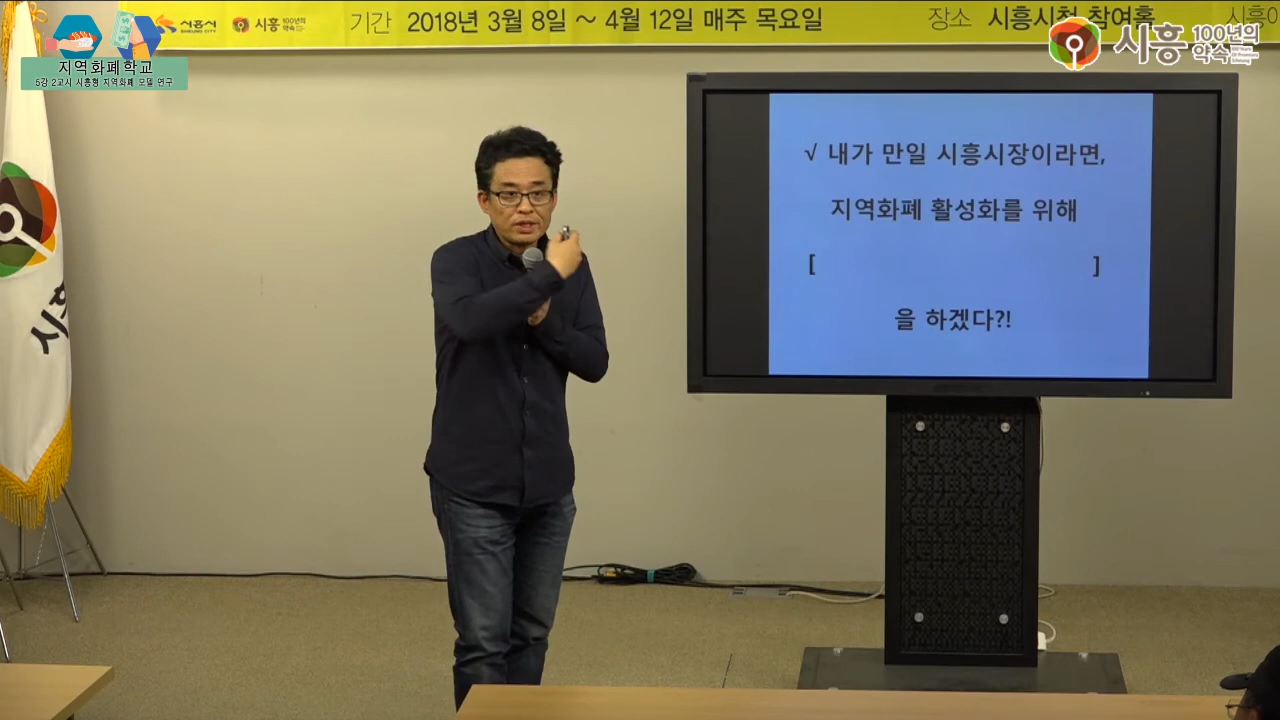 시흥시
SIHEUNG CITY
시흥 100년의 약속
기간 2018년 3월 8일 ~ 4월 12일 매주 목요일
장소 시흥시청 참여홀
지역화폐학교
5강 2교시 시흥형 지역화폐 모델 연구
시흥 100년의 약속
√ 내가 만일 시흥시장이라면,
지역화폐 활성화를 위해
[ ]
을 하겠다?!